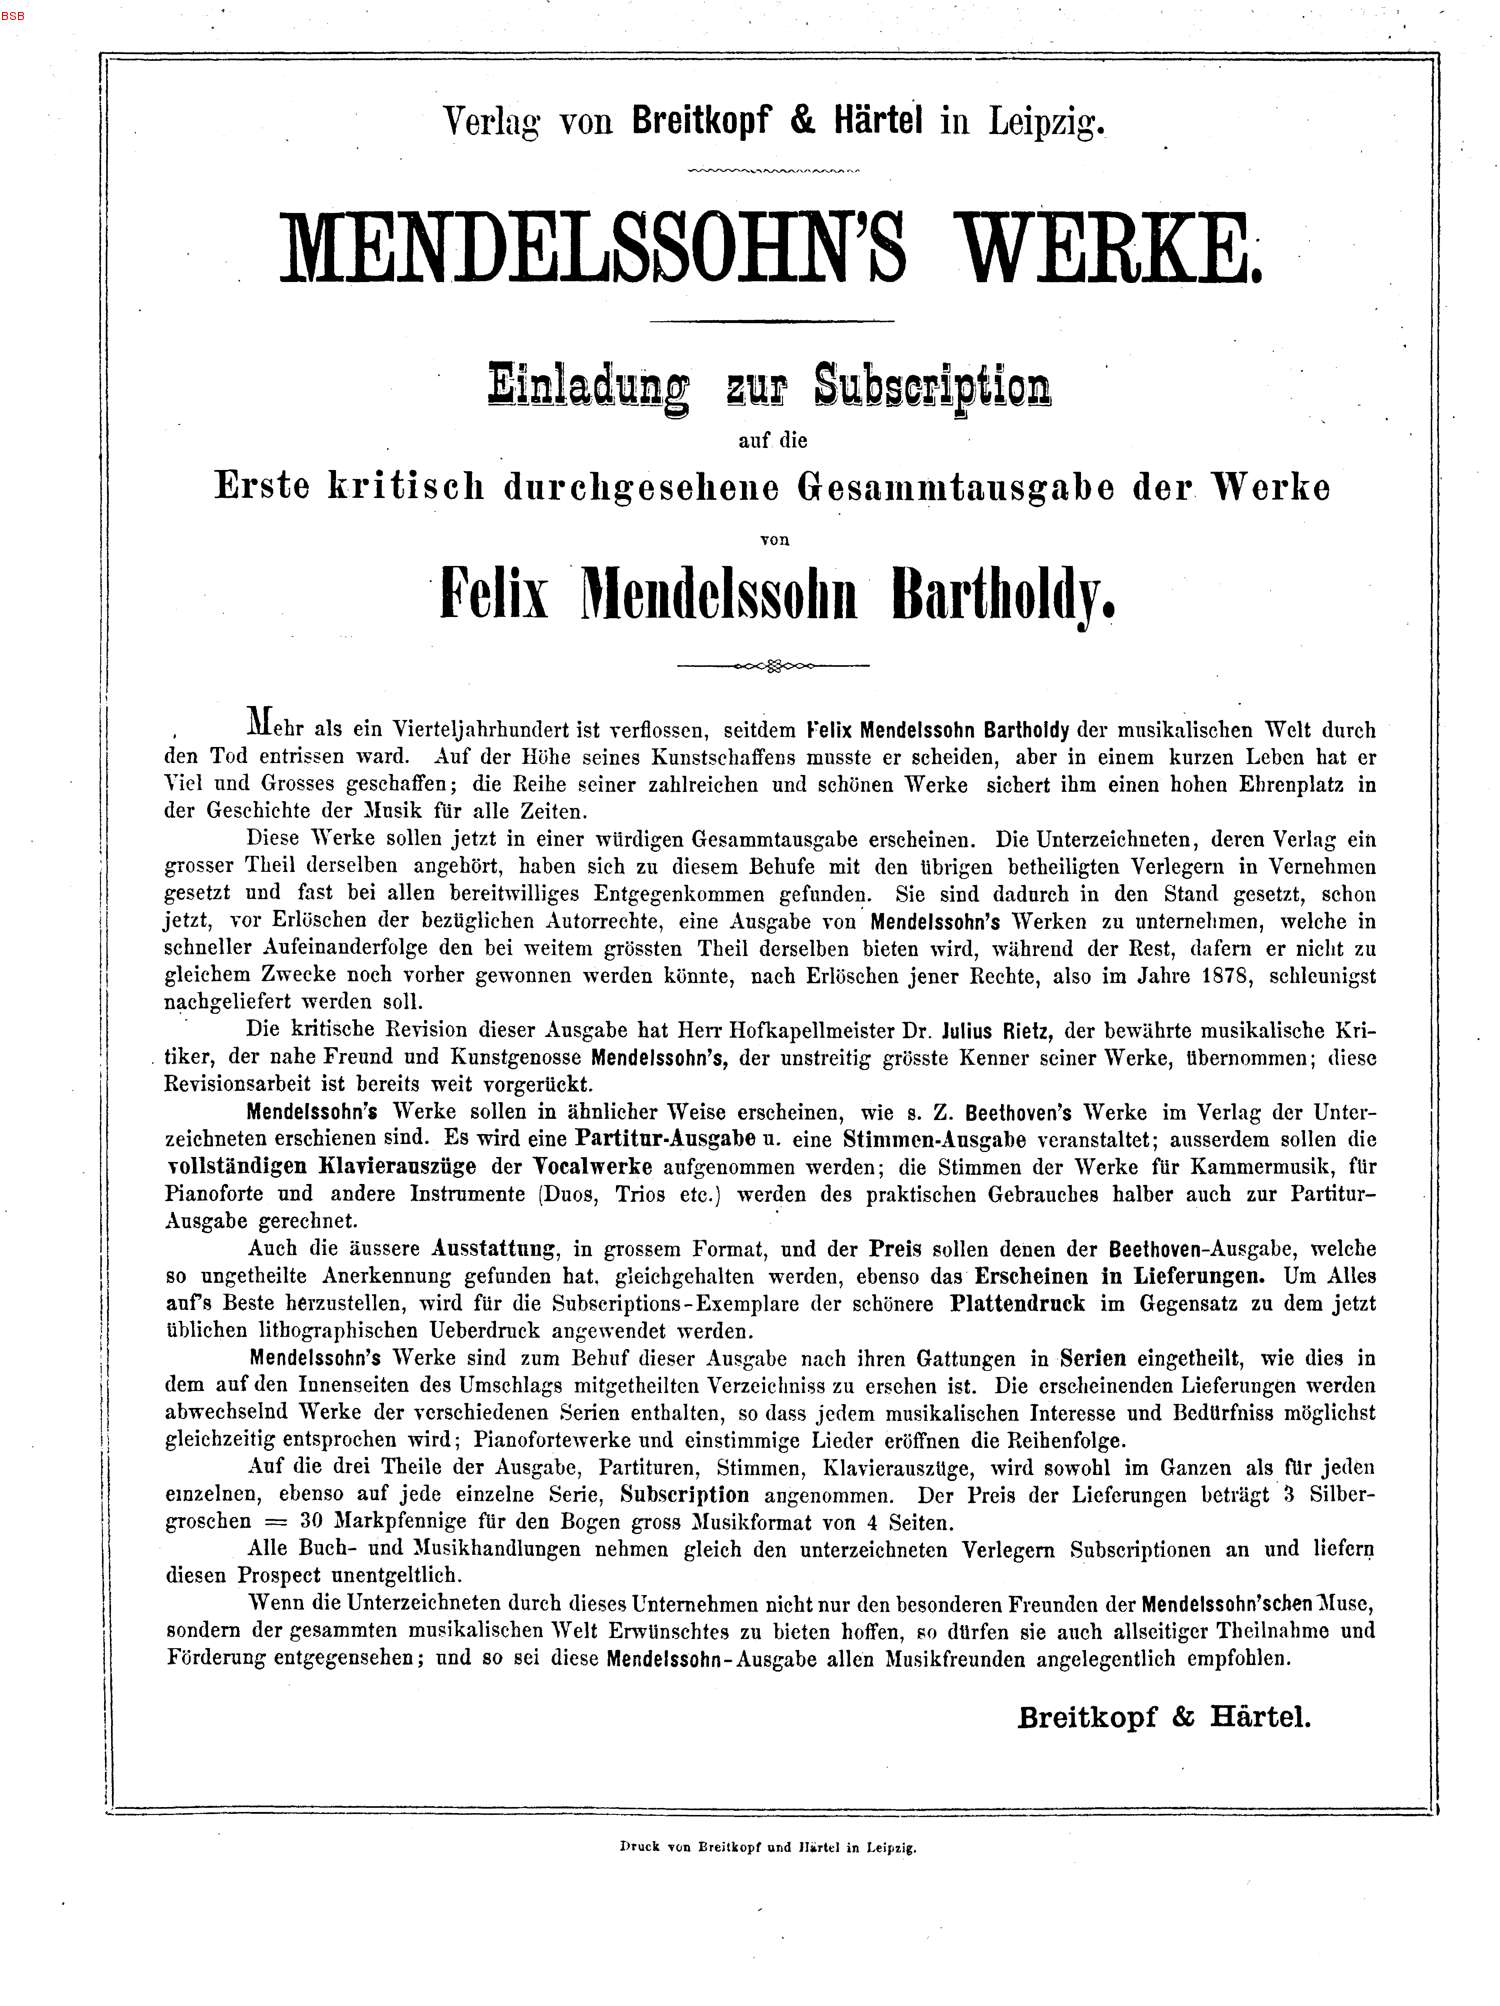 BSB
Verlag von Breitkopf & Härtel in Leipzig.
MENDELSSOHN'S WERKE.
Einladung zur Subscription
auf die
Erste kritisch durchgesehene Gesammtausgabe der Werke
von
Felix Mendelssohn Bartholdy.
Mehr als ein Vierteljahrhundert ist verflossen, seitdem Felix Mendelssohn Bartholdy der musikalischen Welt durch
den Tod entrissen ward. Auf der Höhe seines Kunstschaffens musste er scheiden, aber in einem kurzen Leben hat er
Viel und Grosses geschaffen; die Reihe seiner zahlreichen und schönen Werke sichert ihm einen hohen Ehrenplatz in
der Geschichte der Musik für alle Zeiten.
Diese Werke sollen jetzt in einer würdigen Gesammtausgabe erscheinen. Die Unterzeichneten, deren Verlag ein
grosser Theil derselben angehört, haben sich zu diesem Behufe mit den übrigen betheiligten Verlegern in Vernehmen
gesetzt und fast bei allen bereitwilliges Entgegenkommen gefunden. Sie sind dadurch in den Stand gesetzt, schon
jetzt, vor Erlöschen der bezüglichen Autorrechte, eine Ausgabe von Mendelssohn's Werken zu unternehmen, welche in
schneller Aufeinanderfolge den bei weitem grössten Theil derselben bieten wird, während der Rest, dafern er nicht zu
gleichem Zwecke noch vorher gewonnen werden könnte, nach Erlöschen jener Rechte, also im Jahre 1878, schleunigst
nachgeliefert werden soll.
Die kritische Revision dieser Ausgabe hat Herr Hofkapellmeister Dr. Julius Rietz, der bewährte musikalische Kri-
tiker, der nahe Freund und Kunstgenosse Mendelssohn's, der unstreitig grösste Kenner seiner Werke, übernommen; diese
Revisionsarbeit ist bereits weit vorgerückt.
Mendelssohn's Werke sollen in ähnlicher Weise erscheinen, wie s. Z. Beethoven's Werke im Verlag der Unter-
zeichneten erschienen sind. Es wird eine Partitur-Ausgabe u. eine Stimmen-Ausgabe veranstaltet; ausserdem sollen die
vollständigen Klavierauszüge der Vocalwerke aufgenommen werden; die Stimmen der Werke für Kammermusik, für
Pianoforte und andere Instrumente (Duos, Trios etc.) werden des praktischen Gebrauches halber auch zur Partitur-
Ausgabe gerechnet.
Auch die äussere Ausstattung, in grossem Format, und der Preis sollen denen der Beethoven-Ausgabe, welche
so ungetheilte Anerkennung gefunden hat, gleichgehalten werden, ebenso das Erscheinen in Lieferungen. Um Alles
auf's Beste herzustellen, wird für die Subscriptions-Exemplare der schönere Plattendruck im Gegensatz zu dem jetzt
üblichen lithographischen Ueberdruck angewendet werden.
Mendelssohn's Werke sind zum Behuf dieser Ausgabe nach ihren Gattungen in Serien eingetheilt, wie dies in
dem auf den Innenseiten des Umschlags mitgetheilten Verzeichniss zu ersehen ist. Die erscheinenden Lieferungen werden
abwechselnd Werke der verschiedenen Serien enthalten, so dass jedem musikalischen Interesse und Bedürfniss möglichst
gleichzeitig entsprochen wird; Pianofortewerke und einstimmige Lieder eröffnen die Reihenfolge.
Auf die drei Theile der Ausgabe, Partituren, Stimmen, Klavierauszüge, wird sowohl im Ganzen als für jeden
einzelnen, ebenso auf jede einzelne Serie, Subscription angenommen. Der Preis der Lieferungen beträgt 3 Silber-
groschen = 30 Markpfennige für den Bogen gross Musikformat von 4 Seiten.
Alle Buch- und Musikhandlungen nehmen gleich den unterzeichneten Verlegern Subscriptionen an und liefern
diesen Prospect unentgeltlich.
Wenn die Unterzeichneten durch dieses Unternehmen nicht nur den besonderen Freunden der Mendelssohn'schen Muse,
sondern der gesammten musikalischen Welt Erwünschtes zu bieten hoffen, so dürfen sie auch allseitiger Theilnahme und
Förderung entgegensehen; und so sei diese Mendelssohn-Ausgabe allen Musikfreunden angelegentlich empfohlen.
Breitkopf & Härtel.
Druck von Breitkopf und Härtel in Leipzig.